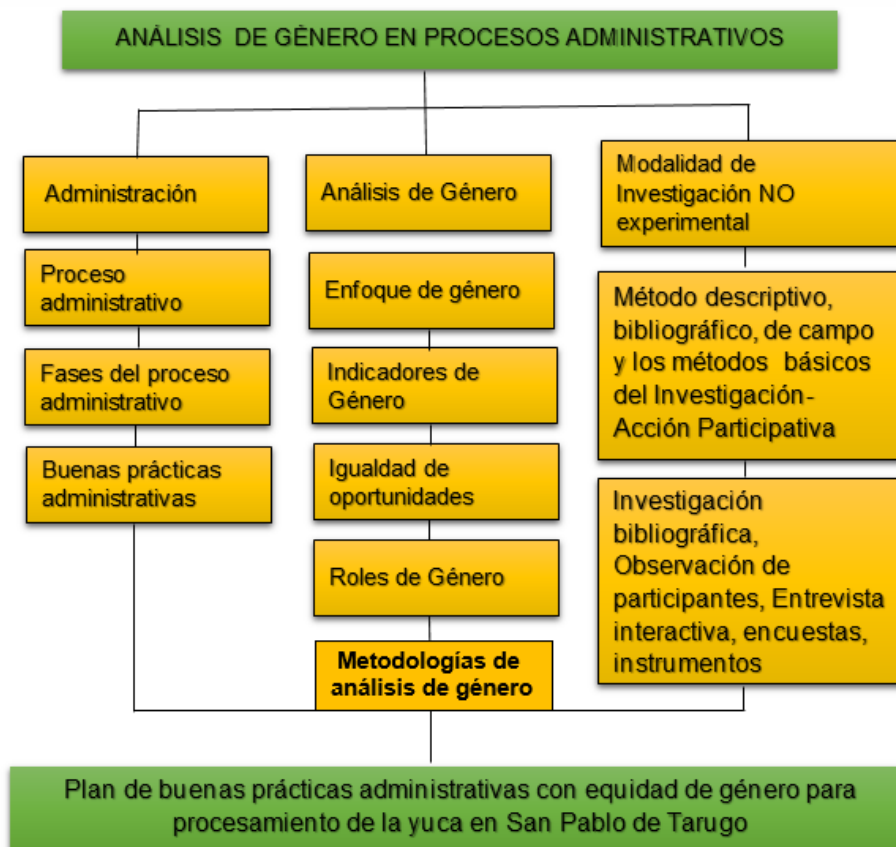 ANÁLISIS DE GÉNERO EN PROCESOS ADMINISTRATIVOS
Administración
Proceso
administrativo
Fases del proceso
administrativo
Buenas prácticas
administrativas
Análisis de Género
Enfoque de género
Indicadores de
Género
Igualdad de
oportunidades
Roles de Género
Metodologías de
análisis de género
Modalidad de
Investigación NO
experimental
Método descriptivo,
bibliográfico, de campo
y los métodos básicos
del Investigación-
Acción Participativa
Investigación
bibliográfica,
Observación de
participantes, Entrevista
interactiva, encuestas,
instrumentos
Plan de buenas prácticas administrativas con equidad de género para
procesamiento de la yuca en San Pablo de Tarugo